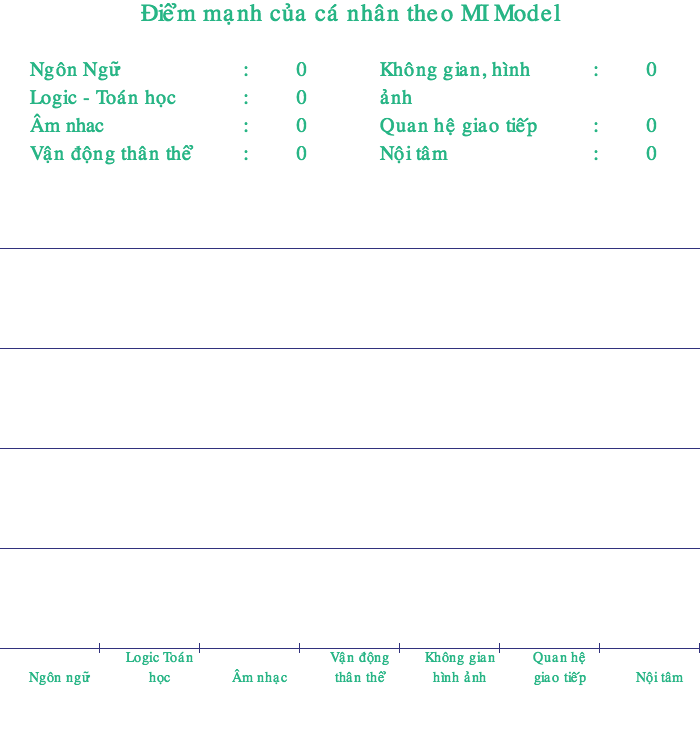 Điểm mạnh của cá nhân theo MI Model
Ngôn Ngữ : 0
Logic - Toán học : 0
Âm nhac : 0
Vận động thân thể : 0
Không gian, hình : 0
ảnh
Quan hệ giao tiếp : 0
Nội tâm : 0
Ngôn ngữ
Logic Toán
học
Âm nhạc
Vận động
thân thể
Không gian
hình ảnh
Quan hệ
giao tiếp
Nội tâm